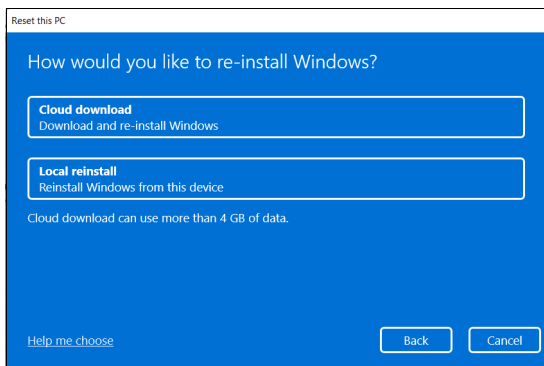 Reset this PC
How would you like to re-install Windows?
Cloud download
Download and re-install Windows
Local reinstall
Reinstall Windows from this device
Cloud download can use more than 4 GB of data.
Help me choose
Back
Cancel